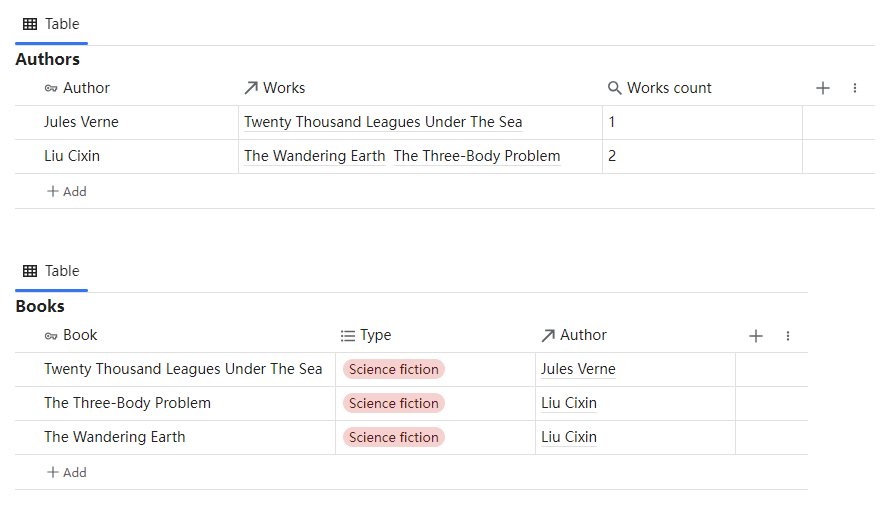 Table
Authors
Author Works Works count
Jules Verne Twenty Thousand Leagues Under The Sea 1
Liu Cixin The Wandering Earth The Three-Body Problem 2
+ Add
Table
Books
Book Type Author
Twenty Thousand Leagues Under The Sea Science fiction Jules Verne
The Three-Body Problem Science fiction Liu Cixin
The Wandering Earth Science fiction Liu Cixin
+ Add